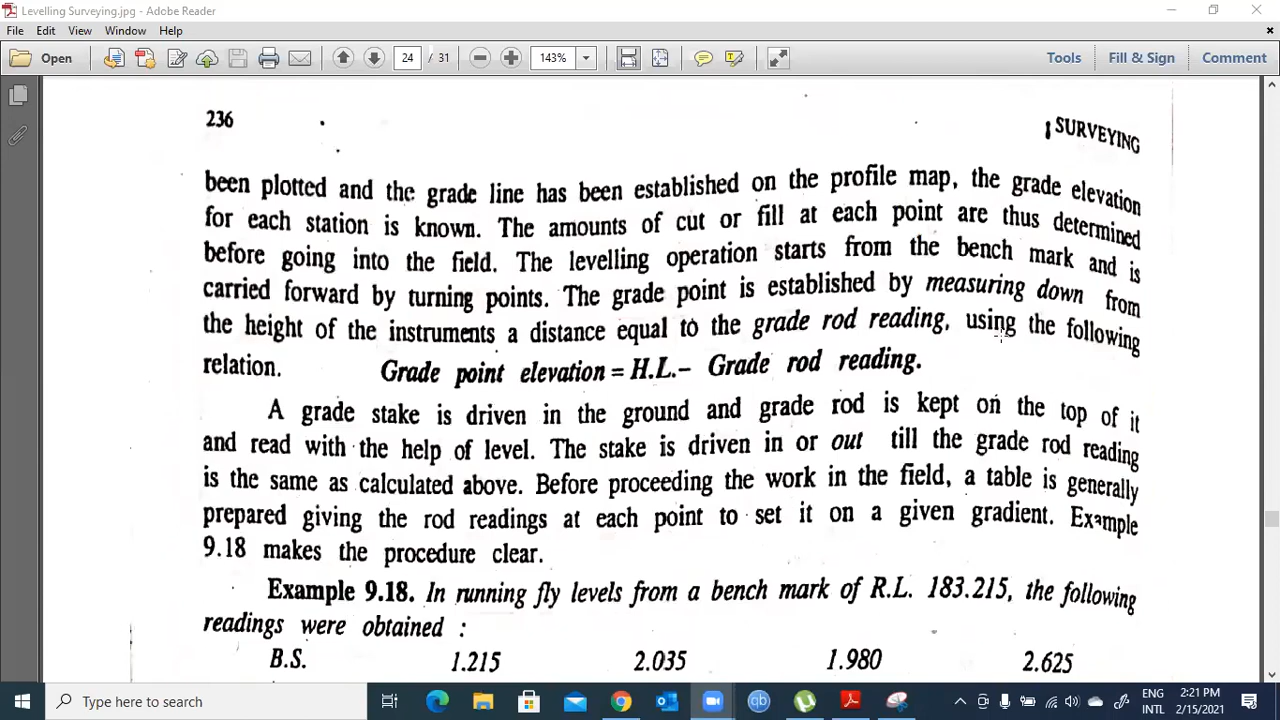 Levelling Surveying.jpg - Adobe Reader
File Edit View Window Help
Open 24 / 31 143% Tools Fill & Sign Comment
236 SURVEYING
been plotted and the grade line has been established on the profile map, the grade elevation
for each station is known. The amounts of cut or fill at each point are thus determined
before going into the field. The levelling operation starts from the bench mark and is
carried forward by turning points. The grade point is established by measuring down from
the height of the instruments a distance equal to the grade rod reading, using the following
relation. Grade point elevation = H.L.– Grade rod reading.
A grade stake is driven in the ground and grade rod is kept on the top of it
and read with the help of level. The stake is driven in or out till the grade rod reading
is the same as calculated above. Before proceeding the work in the field, a table is generally
prepared giving the rod readings at each point to set it on a given gradient. Example
9.18 makes the procedure clear.
Example 9.18. In running fly levels from a bench mark of R.L. 183.215, the following
readings were obtained :
B.S. 1.215 2.035 1.980 2.625
Type here to search
qb
ENG 2:21 PM
INTL 2/15/2021